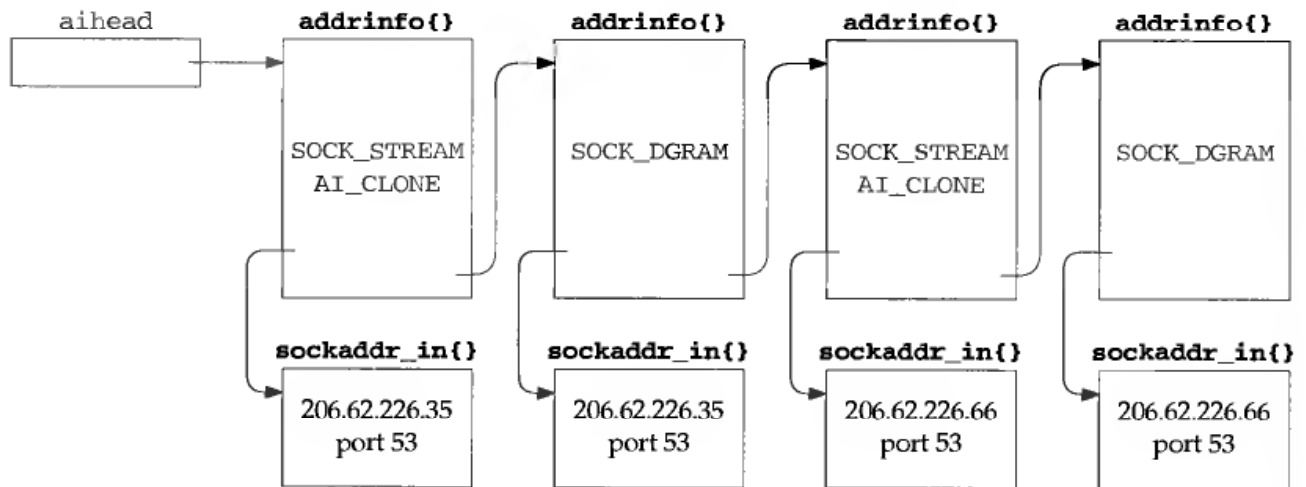 aihead addrinfo{} addrinfo{} addrinfo{} addrinfo{}
SOCK_STREAM SOCK_DGRAM SOCK_STREAM SOCK_DGRAM
AI_CLONE AI_CLONE
sockaddr_in{} sockaddr_in{} sockaddr_in{} sockaddr_in{}
206.62.226.35 206.62.226.35 206.62.226.66 206.62.226.66
port 53 port 53 port 53 port 53